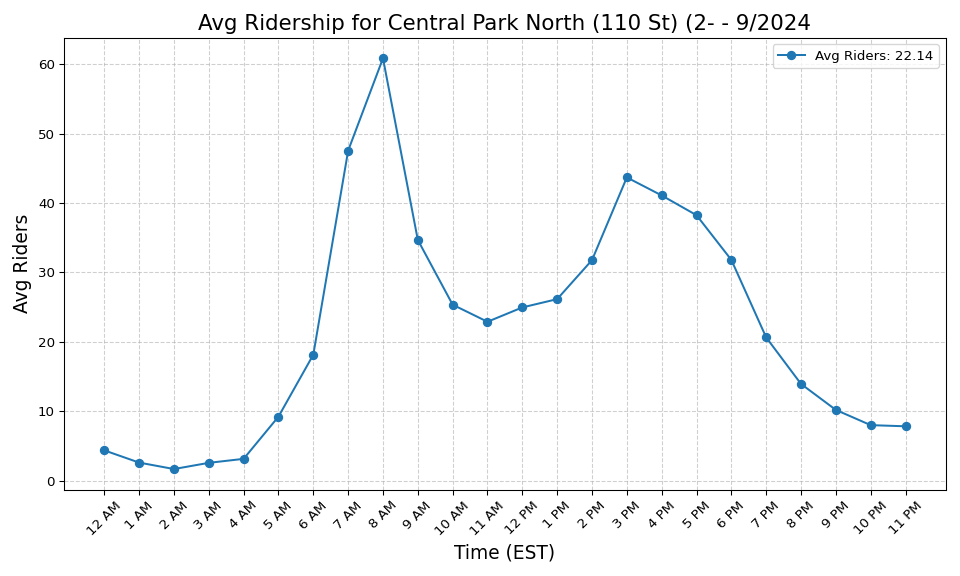 Avg Ridership for Central Park North (110 St) (2- - 9/2024
Avg Riders: 22.14
Avg Riders
60
50
40
30
20
10
0
12 AM 1 AM 2 AM 3 AM 4 AM 5 AM 6 AM 7 AM 8 AM 9 AM 10 AM 11 AM 12 PM 1 PM 2 PM 3 PM 4 PM 5 PM 6 PM 7 PM 8 PM 9 PM 10 PM 11 PM
Time (EST)